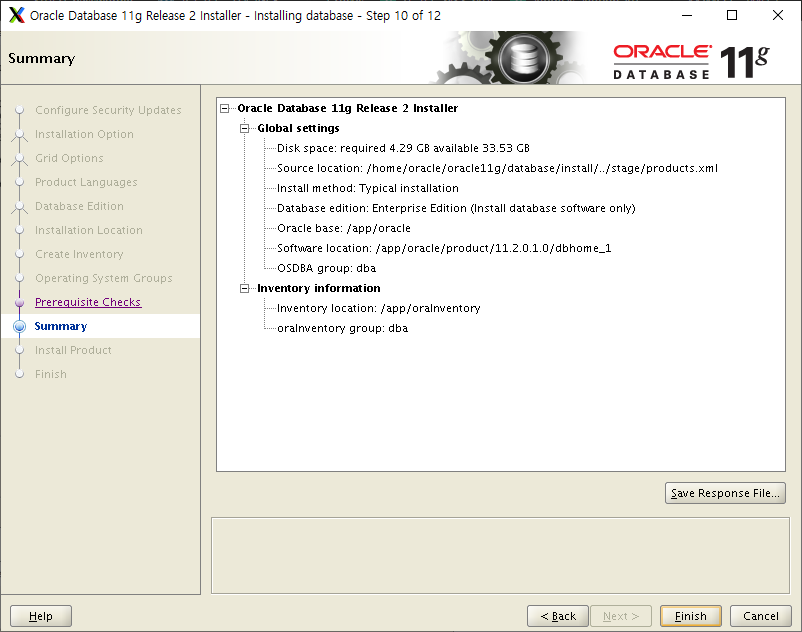 Oracle Database 11g Release 2 Installer - Installing database - Step 10 of 12
Summary
ORACLE
DATABASE
11g
Configure Security Updates
Installation Option
Grid Options
Product Languages
Database Edition
Installation Location
Create Inventory
Operating System Groups
Prerequisite Checks
Summary
Install Product
Finish
Oracle Database 11g Release 2 Installer
Global settings
Disk space: required 4.29 GB available 33.53 GB
Source location: /home/oracle/oracle11g/database/install/../stage/products.xml
Install method: Typical installation
Database edition: Enterprise Edition (Install database software only)
Oracle base: /app/oracle
Software location: /app/oracle/product/11.2.0.1.0/dbhome_1
OSDBA group: dba
Inventory information
Inventory location: /app/oraInventory
oraInventory group: dba
Save Response File...
Help
< Back
Next >
Finish
Cancel